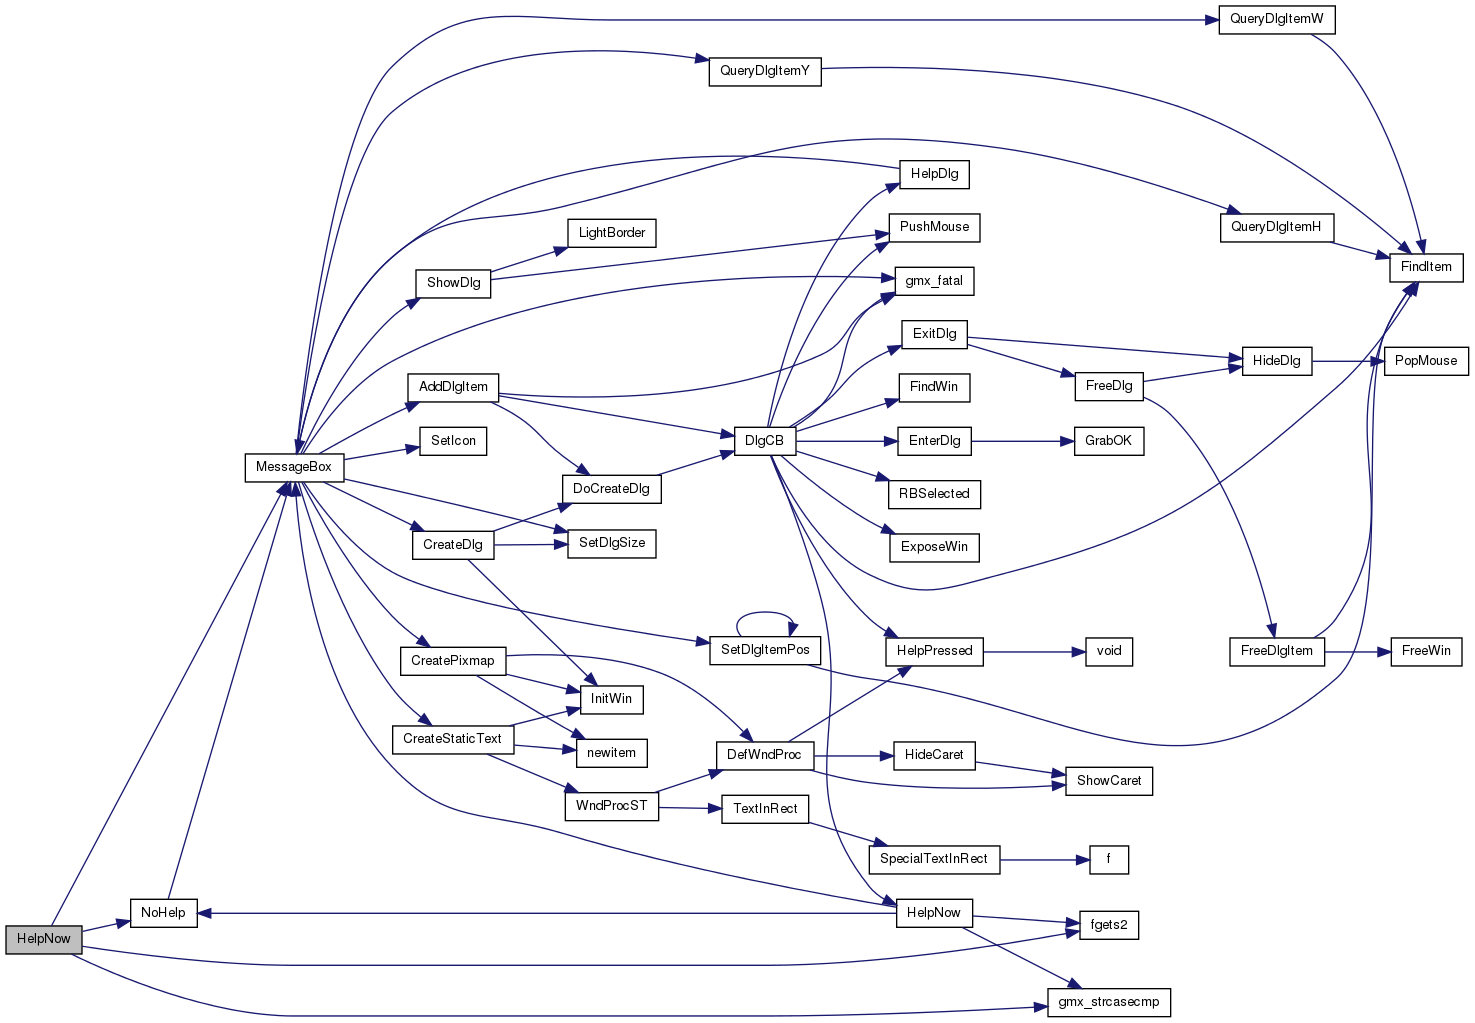 QueryDlgItemW
QueryDlgItemY
HelpDlg
LightBorder
PushMouse
QueryDlgItemH
FindItem
ShowDlg
gmx_fatal
ExitDlg
HideDlg
PopMouse
AddDlgItem
FindWin
FreeDlg
SetIcon
DlgCB
EnterDlg
GrabOK
MessageBox
DoCreateDlg
RBSelected
CreateDlg
SetDlgSize
ExposeWin
SetDlgItemPos
HelpPressed
void
FreeDlgItem
FreeWin
CreatePixmap
InitWin
CreateStaticText
newitem
DefWndProc
HideCaret
ShowCaret
WndProcST
TextInRect
SpecialTextInRect
f
NoHelp
HelpNow
fgets2
HelpNow
gmx_strcasecmp